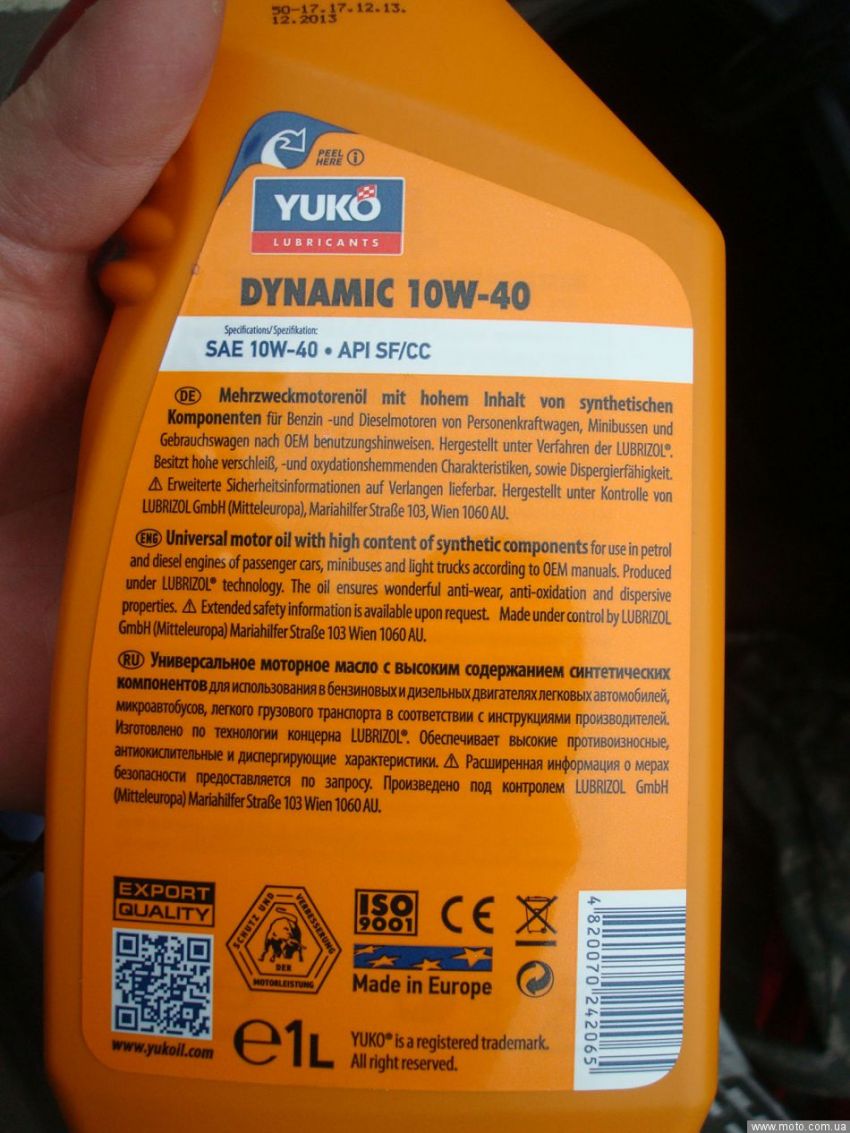 50-17.17.12.13.
12.2013
PEEL
HERE i
YUKO
LUBRICANTS
DYNAMIC 10W-40
Specifications/Spezifikation:
SAE 10W-40 • API SF/CC
DE Mehrzweckmotorenöl mit hohem Inhalt von synthetischen
Komponenten für Benzin -und Dieselmotoren von Personenkraftwagen, Minibussen und
Gebrauchswagen nach OEM benutzungshinweisen. Hergestellt unter Verfahren der LUBRIZOL®.
Besitzt hohe verschleiß, -und oxydationshemmenden Charakteristiken, sowie Dispergierfähigkeit.
⚠ Erweiterte Sicherheitsinformationen auf Verlangen lieferbar. Hergestellt unter Kontrolle von
LUBRIZOL GmbH (Mitteleuropa), Mariahilfer Straße 103, Wien 1060 AU.
ENG Universal motor oil with high content of synthetic components for use in petrol
and diesel engines of passenger cars, minibuses and light trucks according to OEM manuals. Produced
under LUBRIZOL® technology. The oil ensures wonderful anti-wear, anti-oxidation and dispersive
properties. ⚠ Extended safety information is available upon request. Made under control by LUBRIZOL
GmbH (Mitteleuropa) Mariahilfer Straße 103 Wien 1060 AU.
RU Универсальное моторное масло с высоким содержанием синтетических
компонентов для использования в бензиновых и дизельных двигателях легковых автомобилей,
микроавтобусов, легкого грузового транспорта в соответствии с инструкциями производителей.
Изготовлено по технологии концерна LUBRIZOL®. Обеспечивает высокие противоизносные,
антиокислительные и диспергирующие характеристики. ⚠ Расширенная информация о мерах
безопасности предоставляется по запросу. Произведено под контролем LUBRIZOL GmbH
(Mitteleuropa) Mariahilfer Straße 103 Wien 1060 AU.
EXPORT
QUALITY
SCHUTZ UND VERBESSERUNG
DER
MOTORLEISTUNG
ISO
9001
CE
Made in Europe
www.yukoil.com
e1L
YUKO® is a registered trademark.
All right reserved.
4820070242065
www.moto.com.ua